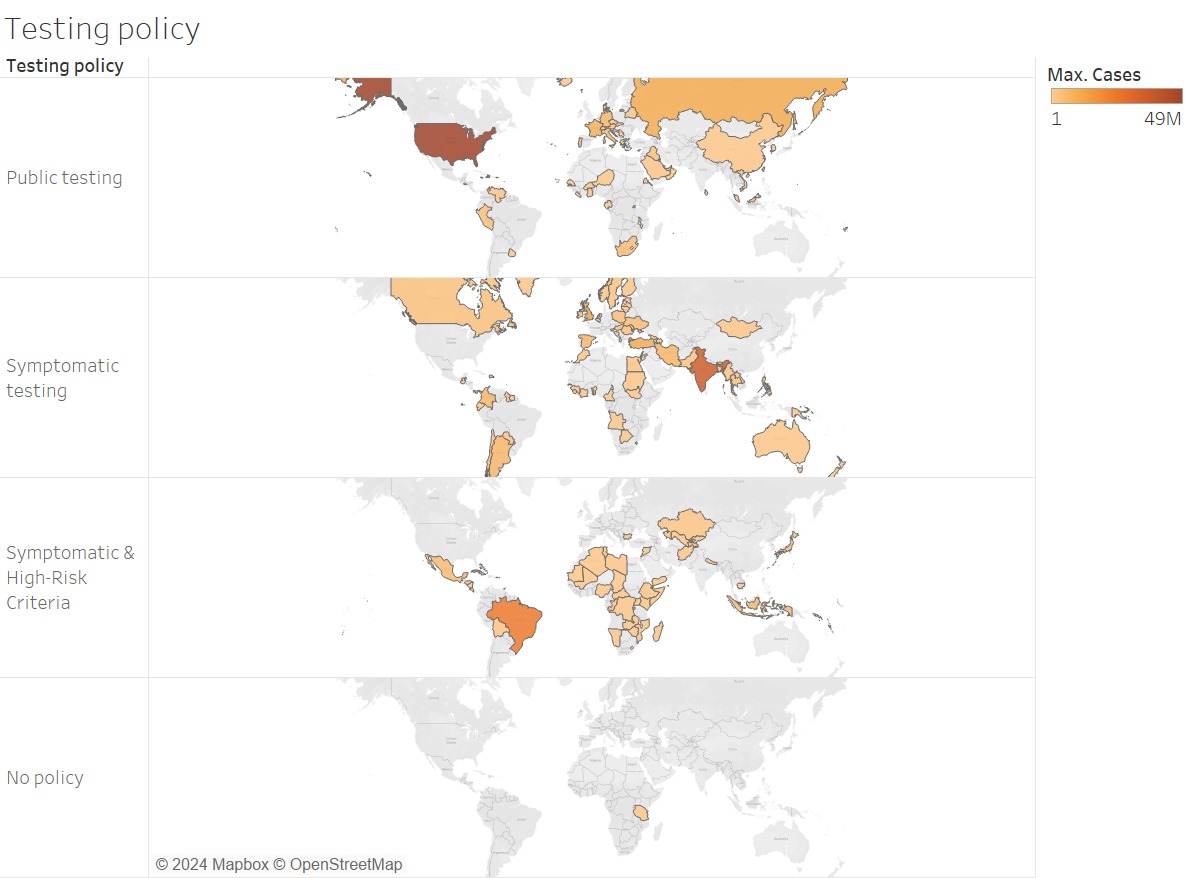 Testing policy
Testing policy
Max. Cases
1
49M
Public testing
Symptomatic
testing
Symptomatic &
High-Risk
Criteria
No policy
© 2024 Mapbox © OpenStreetMap